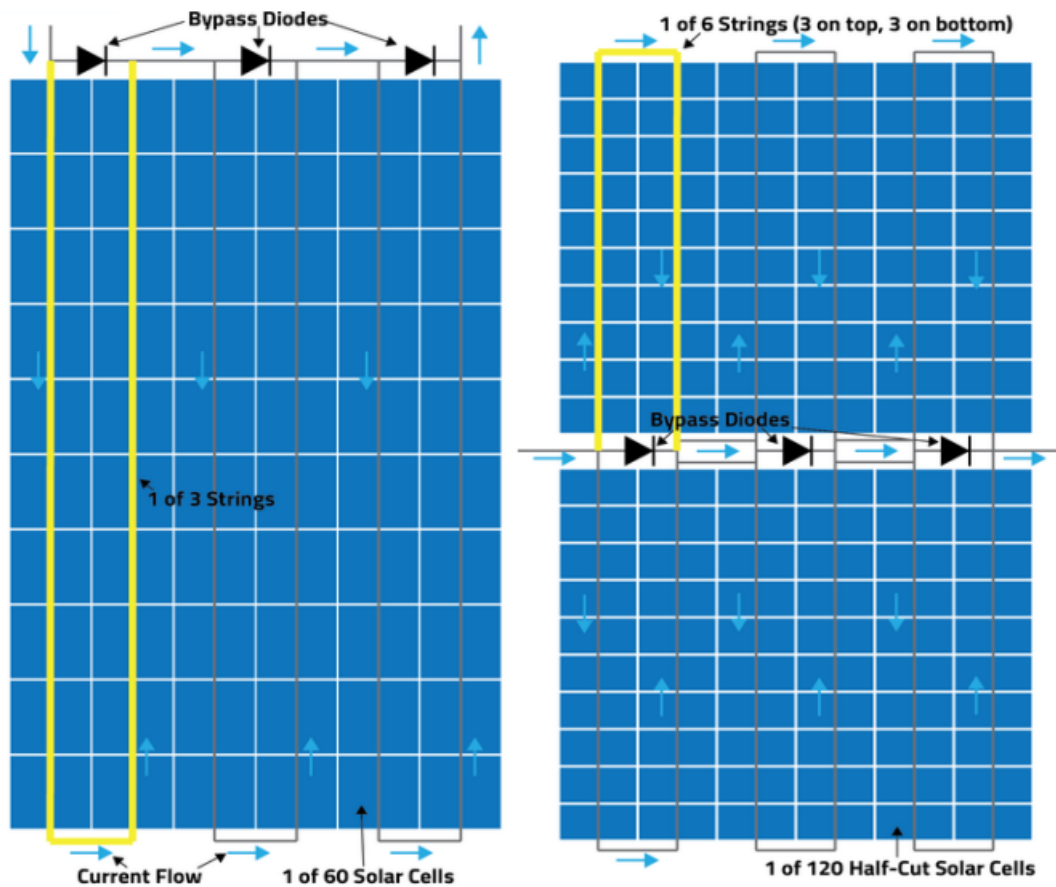 Bypass Diodes
1 of 3 Strings
Current Flow
1 of 60 Solar Cells
1 of 6 Strings (3 on top, 3 on bottom)
Bypass Diodes
1 of 120 Half-Cut Solar Cells